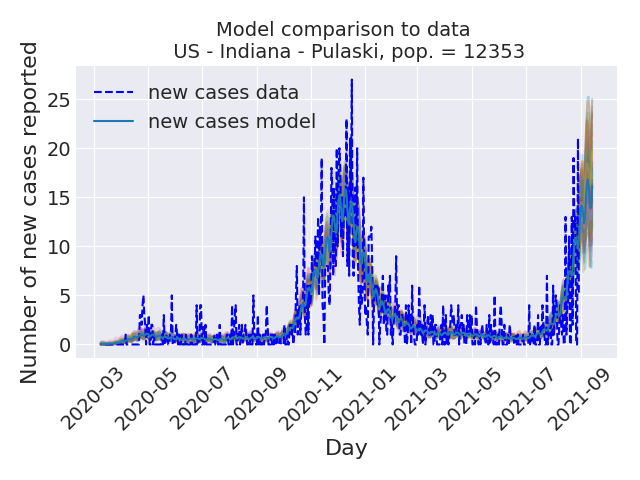 Model comparison to data
US - Indiana - Pulaski, pop. = 12353
Number of new cases reported
25
20
15
10
5
0
new cases data
new cases model
2020-03
2020-05
2020-07
2020-09
2020-11
2021-01
2021-03
2021-05
2021-07
2021-09
Day